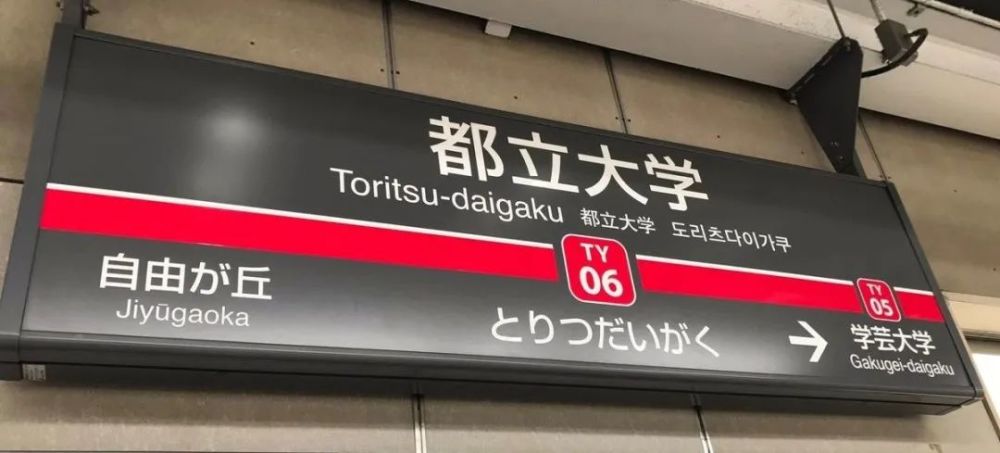 都立大学
Toritsu-daigaku 都立大学 도리츠다이가쿠
TY
06
TY
05
自由が丘
Jiyūgaoka
とりつだいがく
→
学芸大学
Gakugei-daigaku